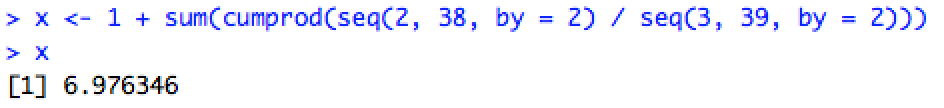 > x <- 1 + sum(cumprod(seq(2, 38, by = 2) / seq(3, 39, by = 2)))
> x
[1] 6.976346